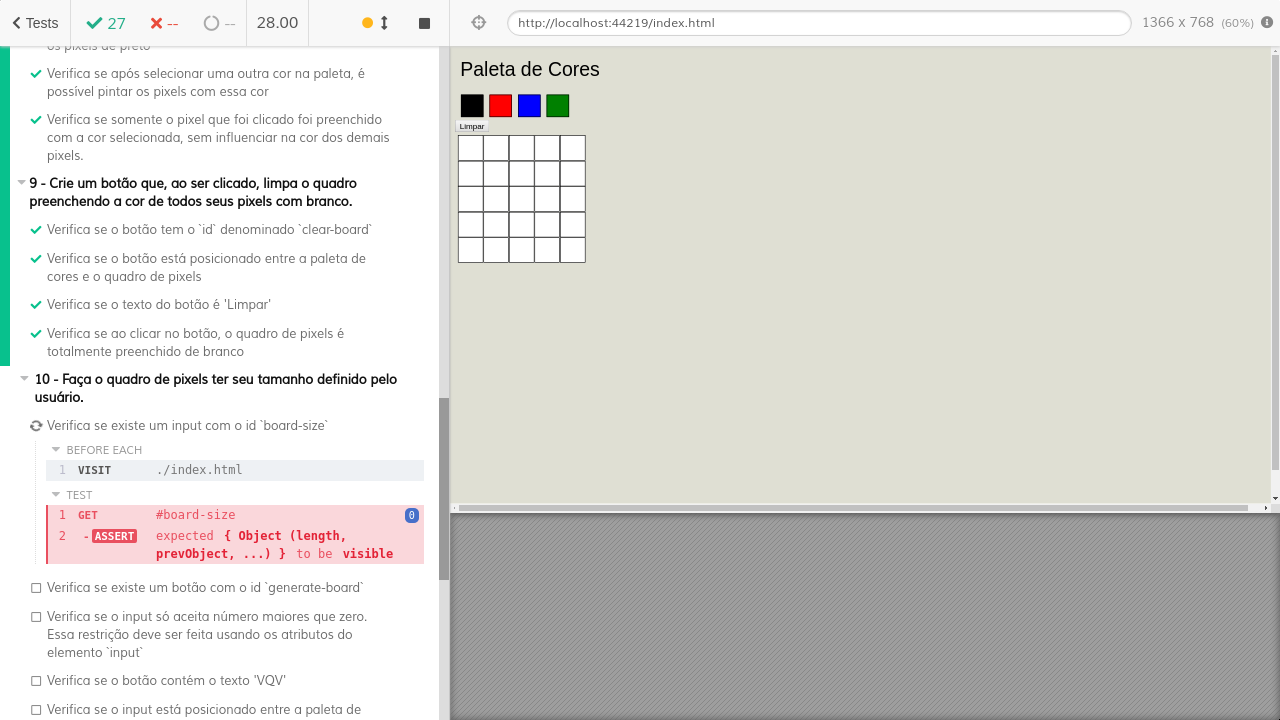 Tests 27 -- -- 28.00
http://localhost:44219/index.html 1366 x 768 (60%)
os pixels de preto
Verifica se após selecionar uma outra cor na paleta, é
possível pintar os pixels com essa cor
Verifica se somente o pixel que foi clicado foi preenchido
com a cor selecionada, sem influenciar na cor dos demais
pixels.
9 - Crie um botão que, ao ser clicado, limpa o quadro
preenchendo a cor de todos seus pixels com branco.
Verifica se o botão tem o `id` denominado `clear-board`
Verifica se o botão está posicionado entre a paleta de
cores e o quadro de pixels
Verifica se o texto do botão é 'Limpar'
Verifica se ao clicar no botão, o quadro de pixels é
totalmente preenchido de branco
10 - Faça o quadro de pixels ter seu tamanho definido pelo
usuário.
Verifica se existe um input com o id `board-size`
BEFORE EACH
1 VISIT ./index.html
TEST
1 GET #board-size 0
2 -ASSERT expected { Object (length,
prevObject, ...) } to be visible
Verifica se existe um botão com o id `generate-board`
Verifica se o input só aceita número maiores que zero.
Essa restrição deve ser feita usando os atributos do
elemento `input`
Verifica se o botão contém o texto 'VQV'
Verifica se o input está posicionado entre a paleta de
Paleta de Cores
Limpar